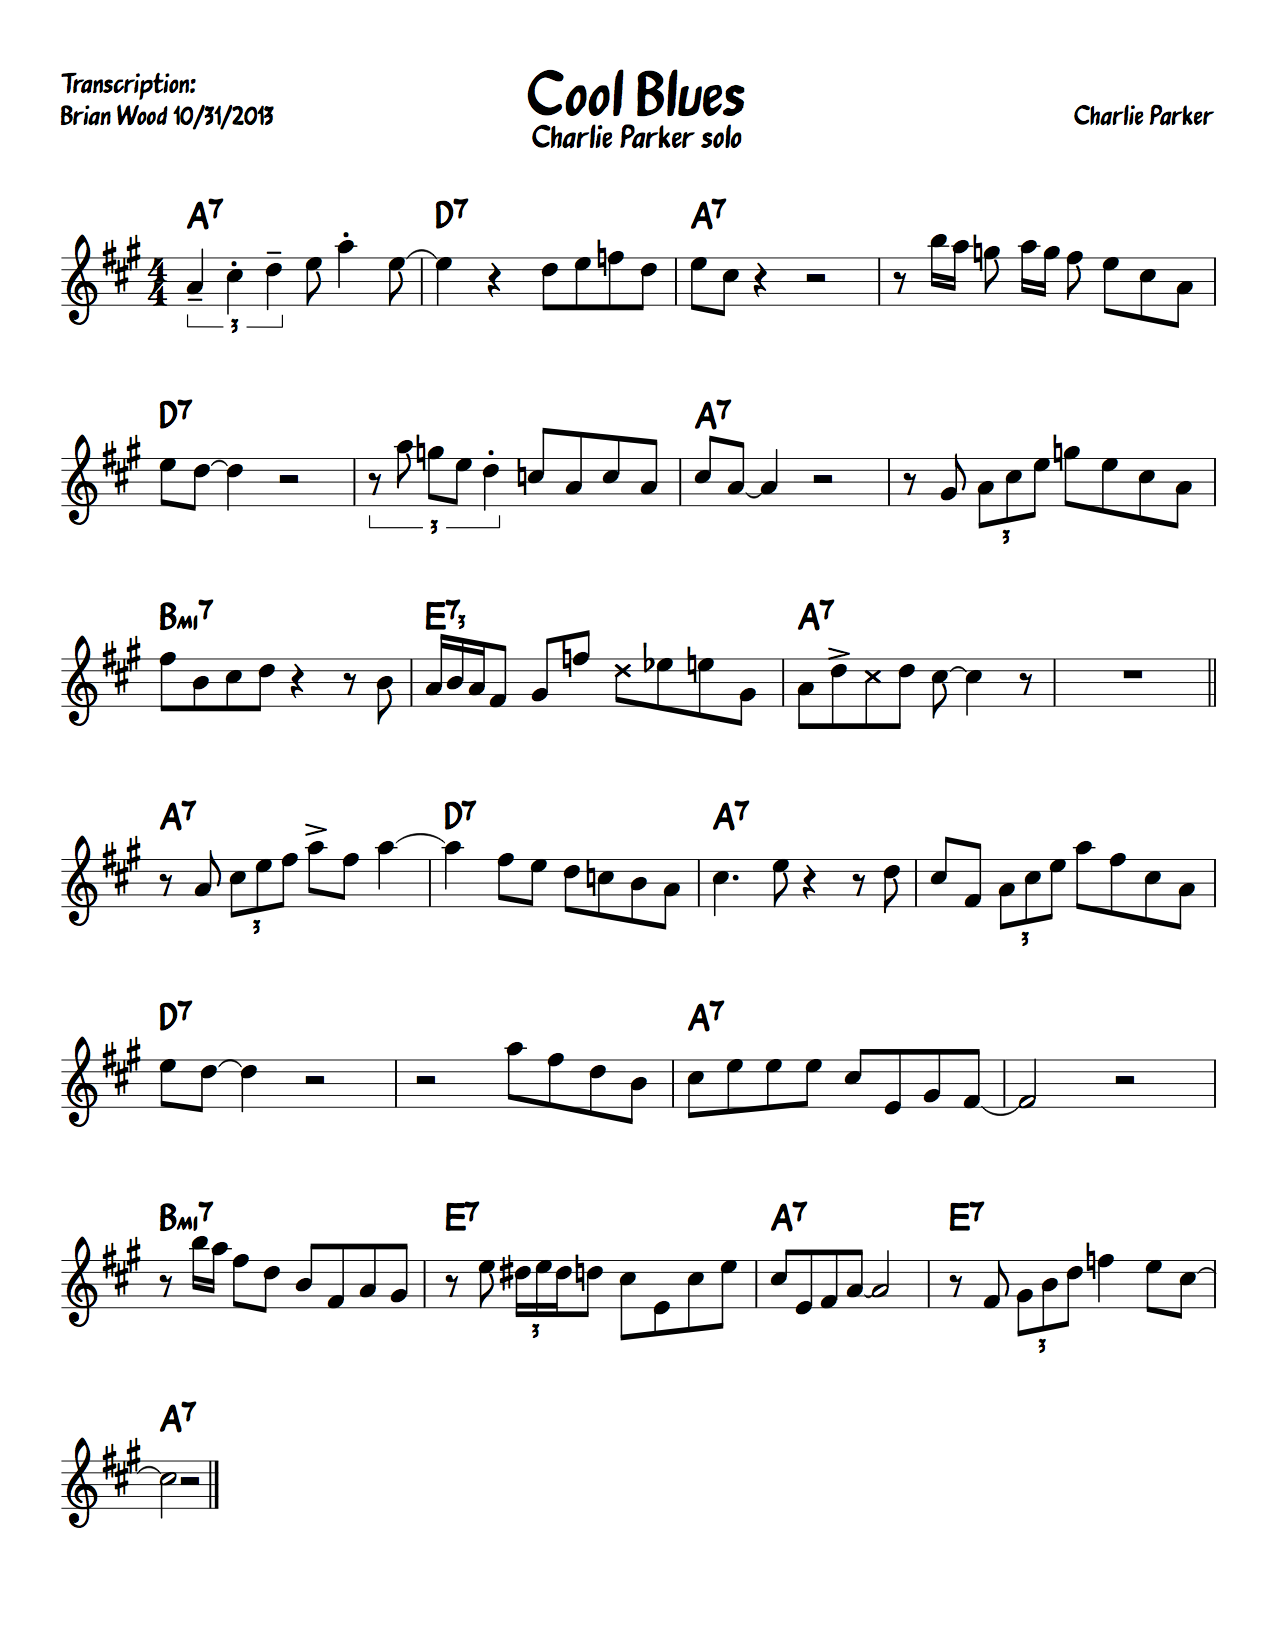 Transcription:
Brian Wood 10/31/2013
Cool Blues
Charlie Parker solo
Charlie Parker
A7 D7 A7
4
4
3
D7 A7
3 3
Bmi7 E7 A7
3
A7 D7 A7
3 3
D7 A7
Bmi7 E7 A7 E7
3 3
A7